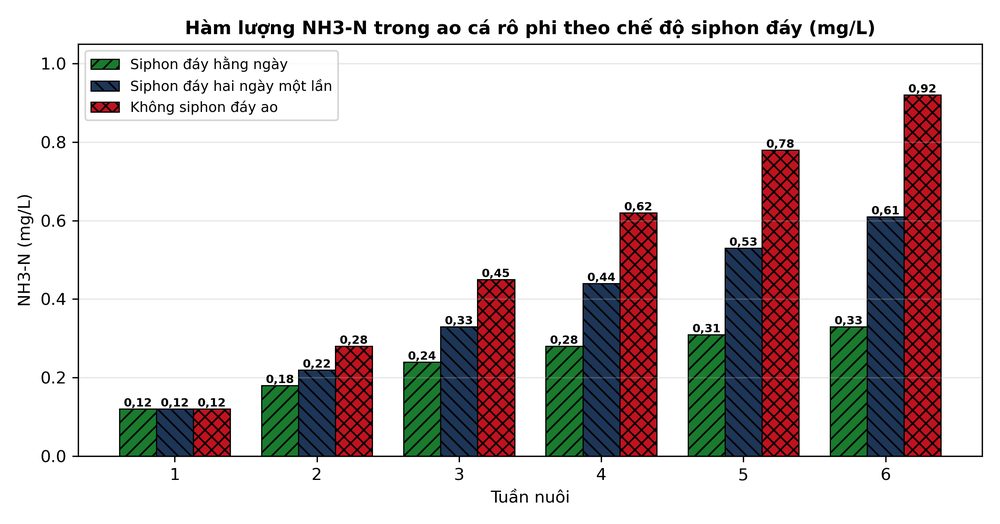 Hàm lượng NH3-N trong ao cá rô phi theo chế độ siphon đáy (mg/L)
Siphon đáy hằng ngày
Siphon đáy hai ngày một lần
Không siphon đáy ao
NH3-N (mg/L)
1.0
0.8
0.6
0.4
0.2
0.0
0,12 0,12 0,12
0,18 0,22 0,28
0,24 0,33 0,45
0,28 0,44 0,62
0,31 0,53 0,78
0,33 0,61 0,92
1 2 3 4 5 6
Tuần nuôi